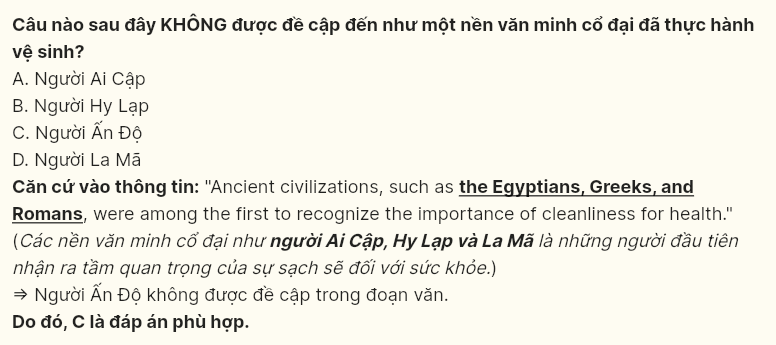 Câu nào sau đây KHÔNG được đề cập đến như một nền văn minh cổ đại đã thực hành
vệ sinh?
A. Người Ai Cập
B. Người Hy Lạp
C. Người Ấn Độ
D. Người La Mã
Căn cứ vào thông tin: "Ancient civilizations, such as the Egyptians, Greeks, and
Romans, were among the first to recognize the importance of cleanliness for health."
(Các nền văn minh cổ đại như người Ai Cập, Hy Lạp và La Mã là những người đầu tiên
nhận ra tầm quan trọng của sự sạch sẽ đối với sức khỏe.)
⇒ Người Ấn Độ không được đề cập trong đoạn văn.
Do đó, C là đáp án phù hợp.